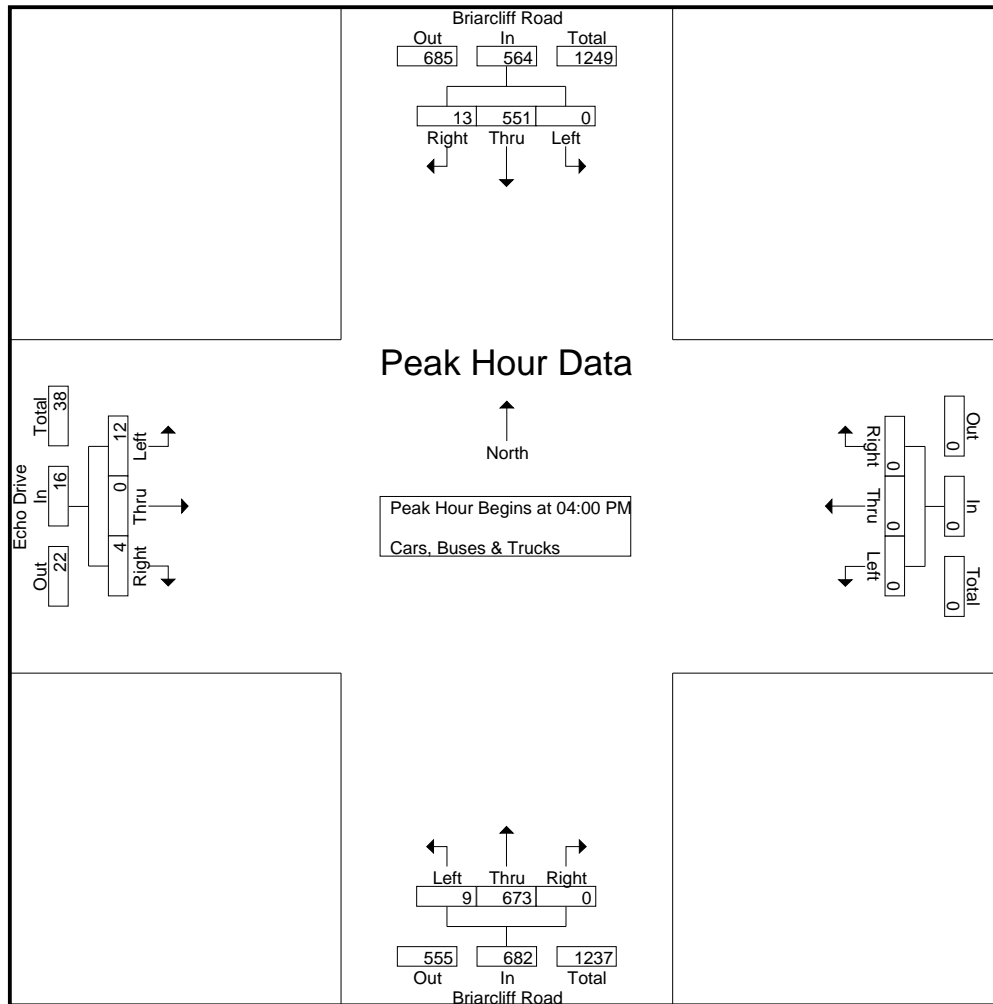 Briarcliff Road
Out In Total
685 564 1249
13 551 0
Right Thru Left
Peak Hour Data
North
Peak Hour Begins at 04:00 PM
Cars, Buses & Trucks
Echo Drive
Out In Total
22 16 38
12 0 4
Left Thru Right
Out In Total
0 0 0
0 0 0
Right Thru Left
Left Thru Right
9 673 0
555 682 1237
Out In Total
Briarcliff Road